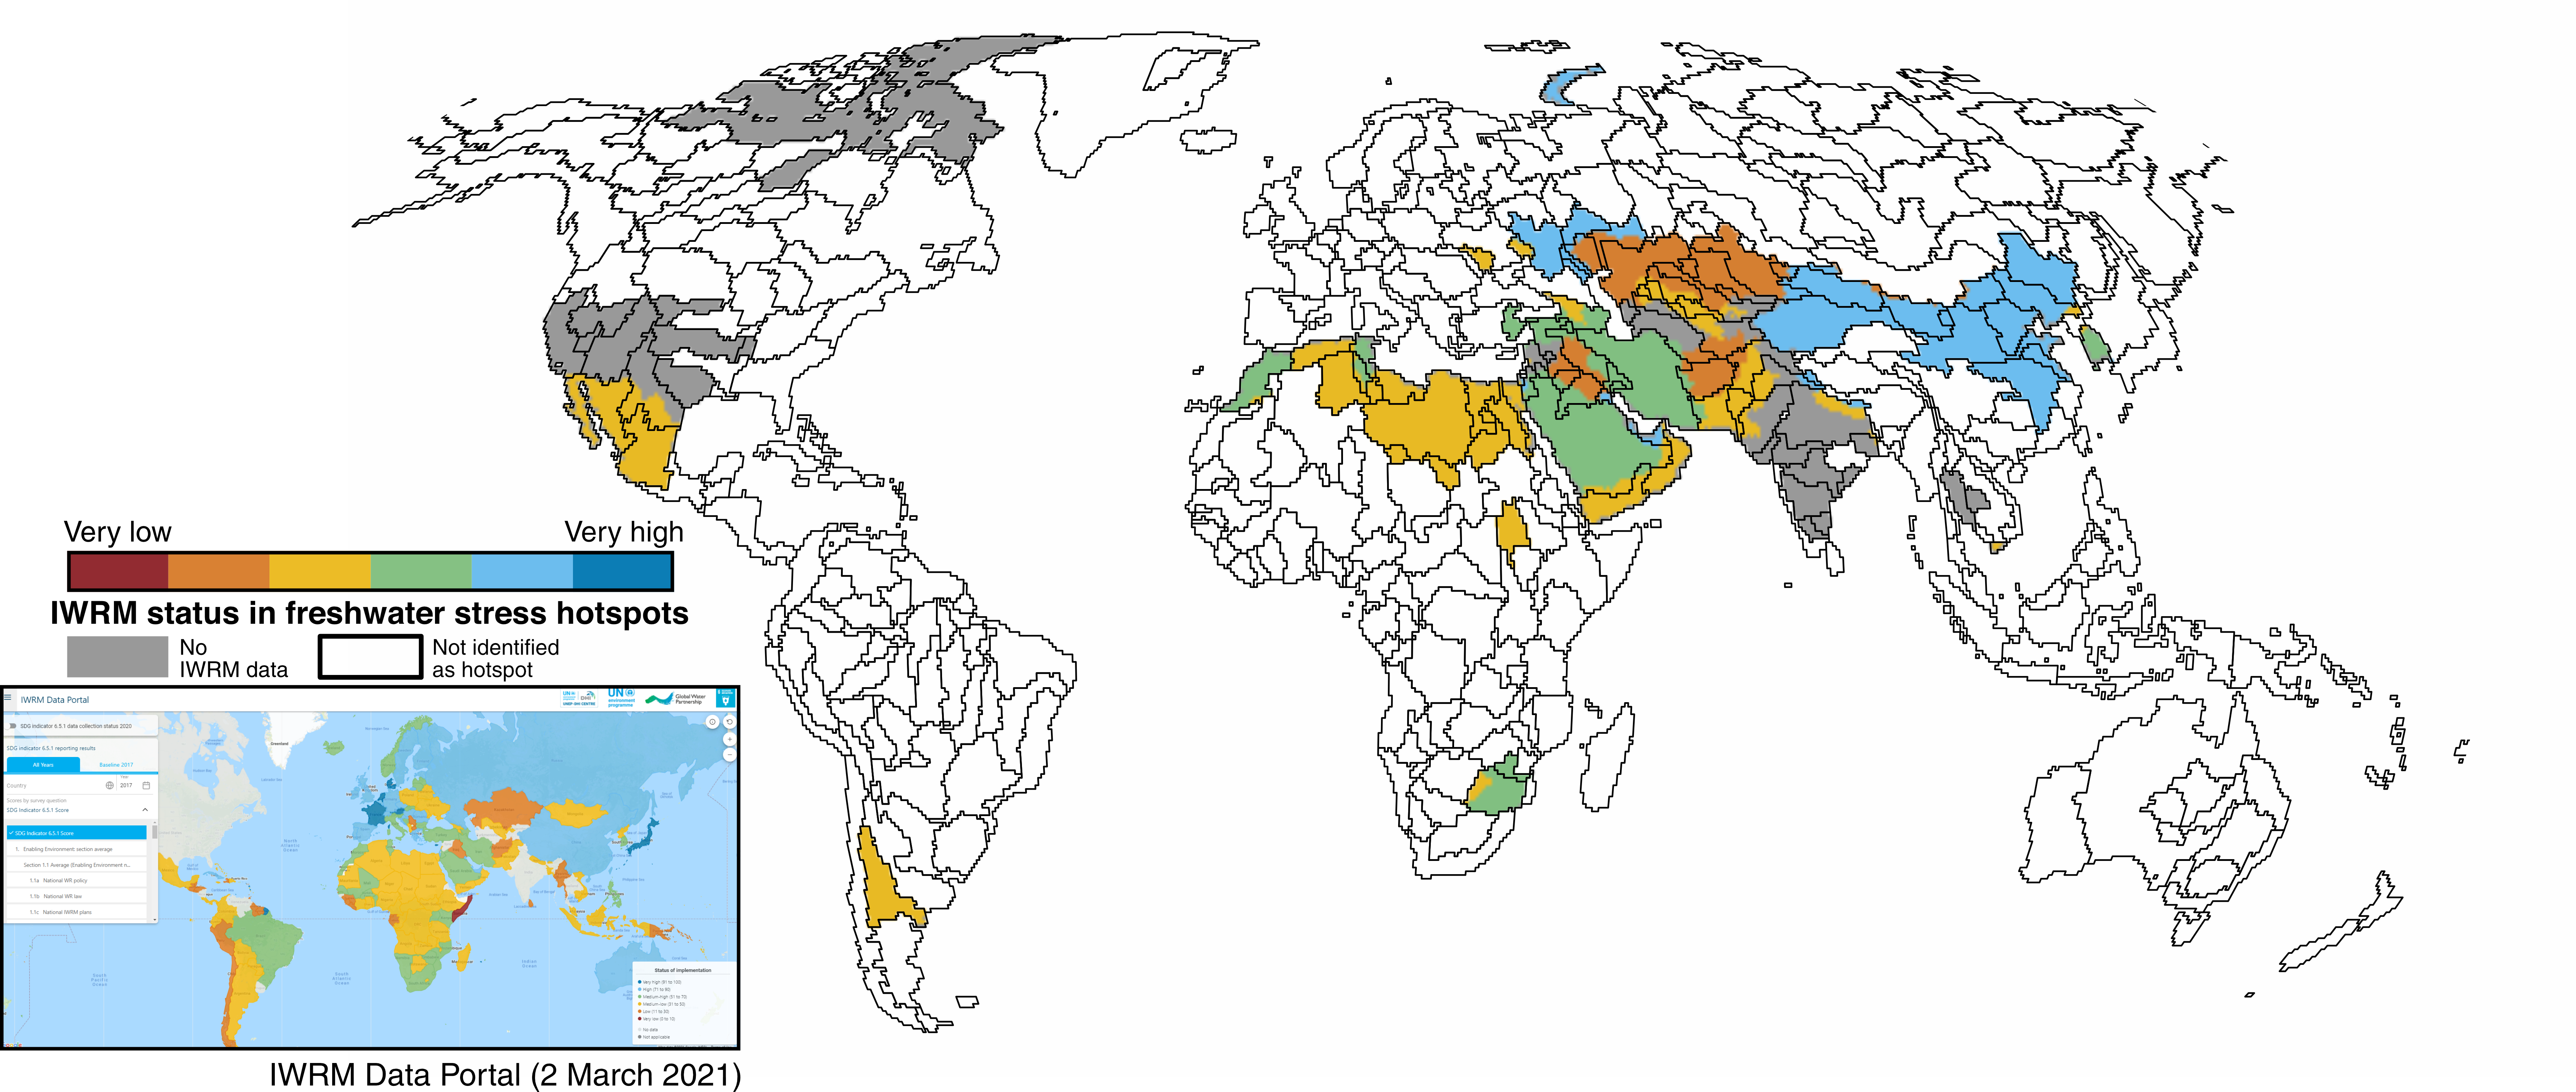 Very low
Very high
IWRM status in freshwater stress hotspots
No
IWRM data
Not identified
as hotspot
IWRM Data Portal
UN
environment
programme
Global Water
Partnership
SDG indicator 6.5.1 data collection status 2020
SDG indicator 6.5.1 reporting results
All Years
Baseline 2017
Country
Year
2017
Scores by survey question
SDG Indicator 6.5.1 Score
SDG Indicator 6.5.1 Score
1. Enabling Environment: section average
Section 1.1 Average (Enabling Environment n...
1.1a National WR policy
1.1b National WR law
1.1c National IWRM plans
Greenland
North
Atlantic
Ocean
South
Pacific
Ocean
South
Atlantic
Ocean
Indian
Ocean
Status of implementation
Very high (91 to 100)
High (71 to 90)
Medium-high (51 to 70)
Medium-low (31 to 50)
Low (11 to 30)
Very low (0 to 10)
No data
Not applicable
IWRM Data Portal (2 March 2021)